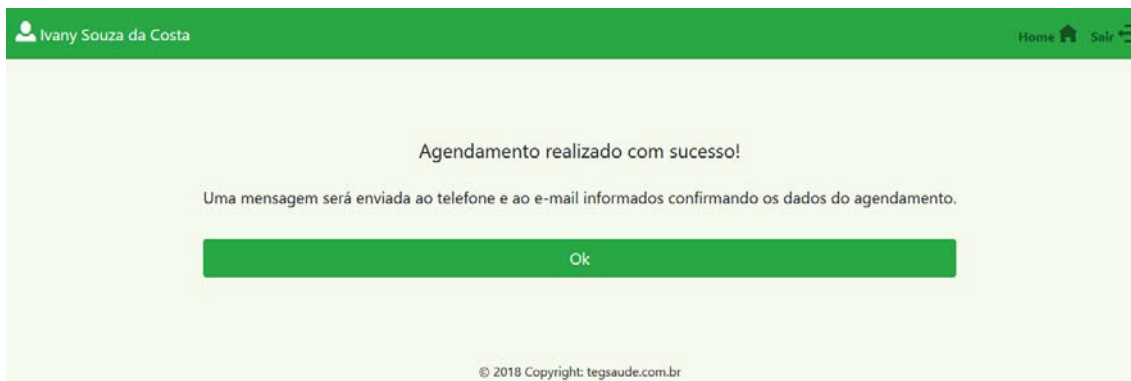 Ivany Souza da Costa
Home Sair
Agendamento realizado com sucesso!
Uma mensagem será enviada ao telefone e ao e-mail informados confirmando os dados do agendamento.
Ok
© 2018 Copyright: tegsaude.com.br